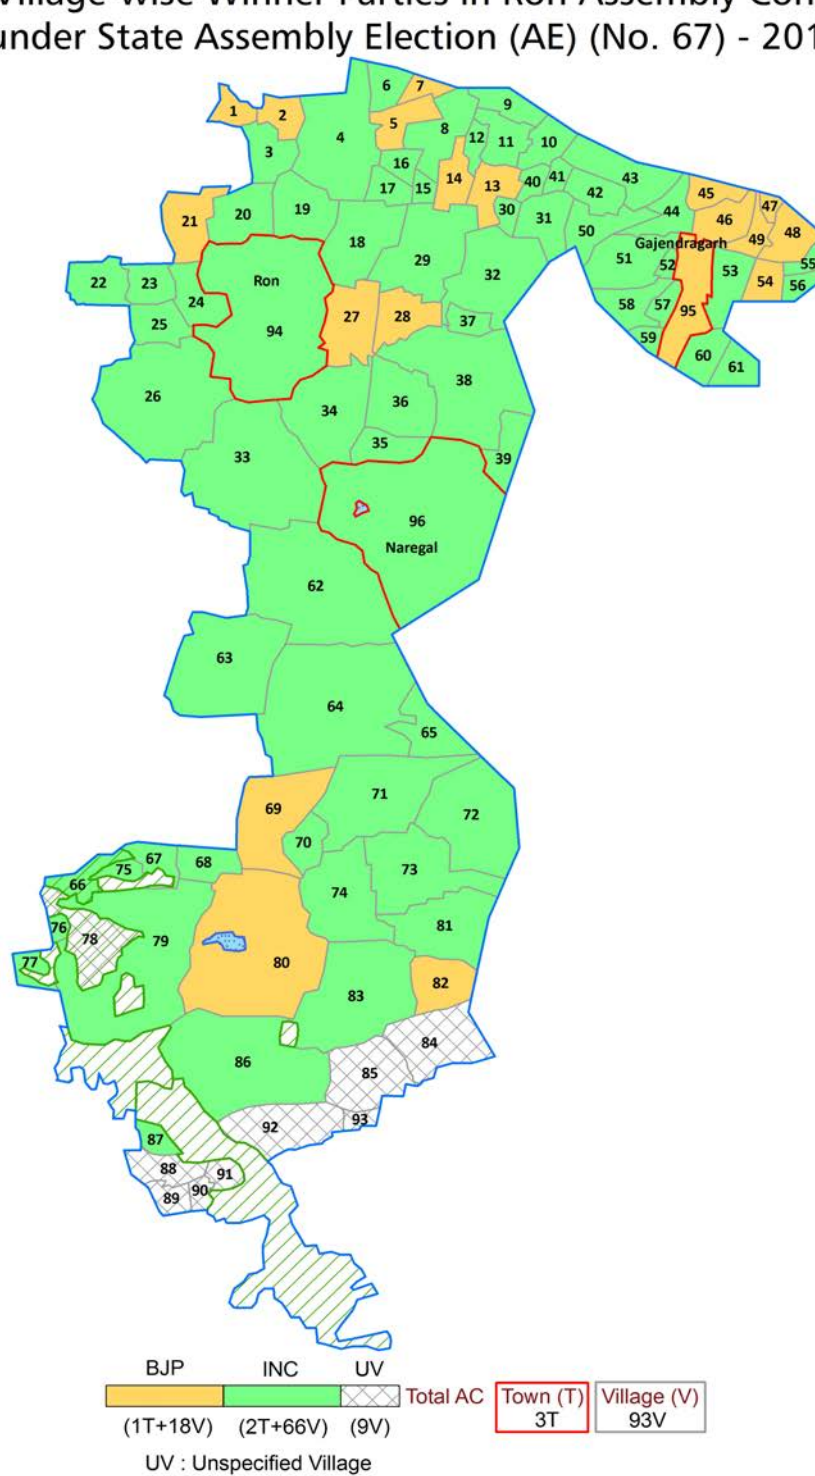 Village-wise Winner Parties in Ron Assembly Con
under State Assembly Election (AE) (No. 67) - 201
6 7
1 2 5 9
4 8 12 11 10
3 16
17 15 14 13 40 41 42 43 45 47
21 20 19 30 31 50 44 46 49 48
18 29 Gajendragarh
22 23 Ron 32 51 52 53 54 55
24 56
25 94 27 28 37 58 57 95
59
60 61
26 34 36 38
33 35 39
96
Naregal
62
63
64
65
69 71
70 72
66 75 67 68 73
74
76 78 79 81
77 80 82
83
86 85 84
87 92 93
88 91
89 90
BJP INC UV
Total AC Town (T) Village (V)
3T 93V
(1T+18V) (2T+66V) (9V)
UV : Unspecified Village